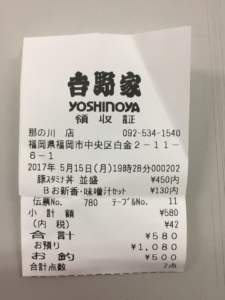 吉野家
YOSHINOYA
領収証
那の川 店 092-534-1540
福岡県福岡市中央区白金2-11-
6-1
2017年 5月15日(月)19時28分000202
豚スタミナ丼 並盛 ¥450内
Bお新香・味噌汁セット ¥130内
伝票No. 780 テーブルNo. 11
小 計 額 ¥580
(内 税) ¥42
合 計 ¥580
お預り ¥1,080
お 釣 ¥500
合計点数 2点